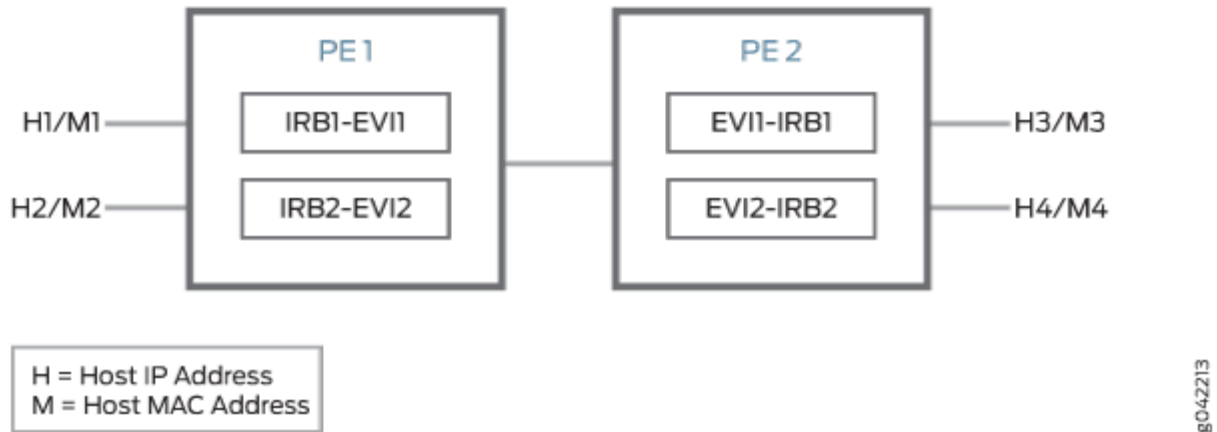 PE 1
PE 2
H1/M1
IRB1-EVI1
EVI1-IRB1
H3/M3
H2/M2
IRB2-EVI2
EVI2-IRB2
H4/M4
H = Host IP Address
M = Host MAC Address
g042213